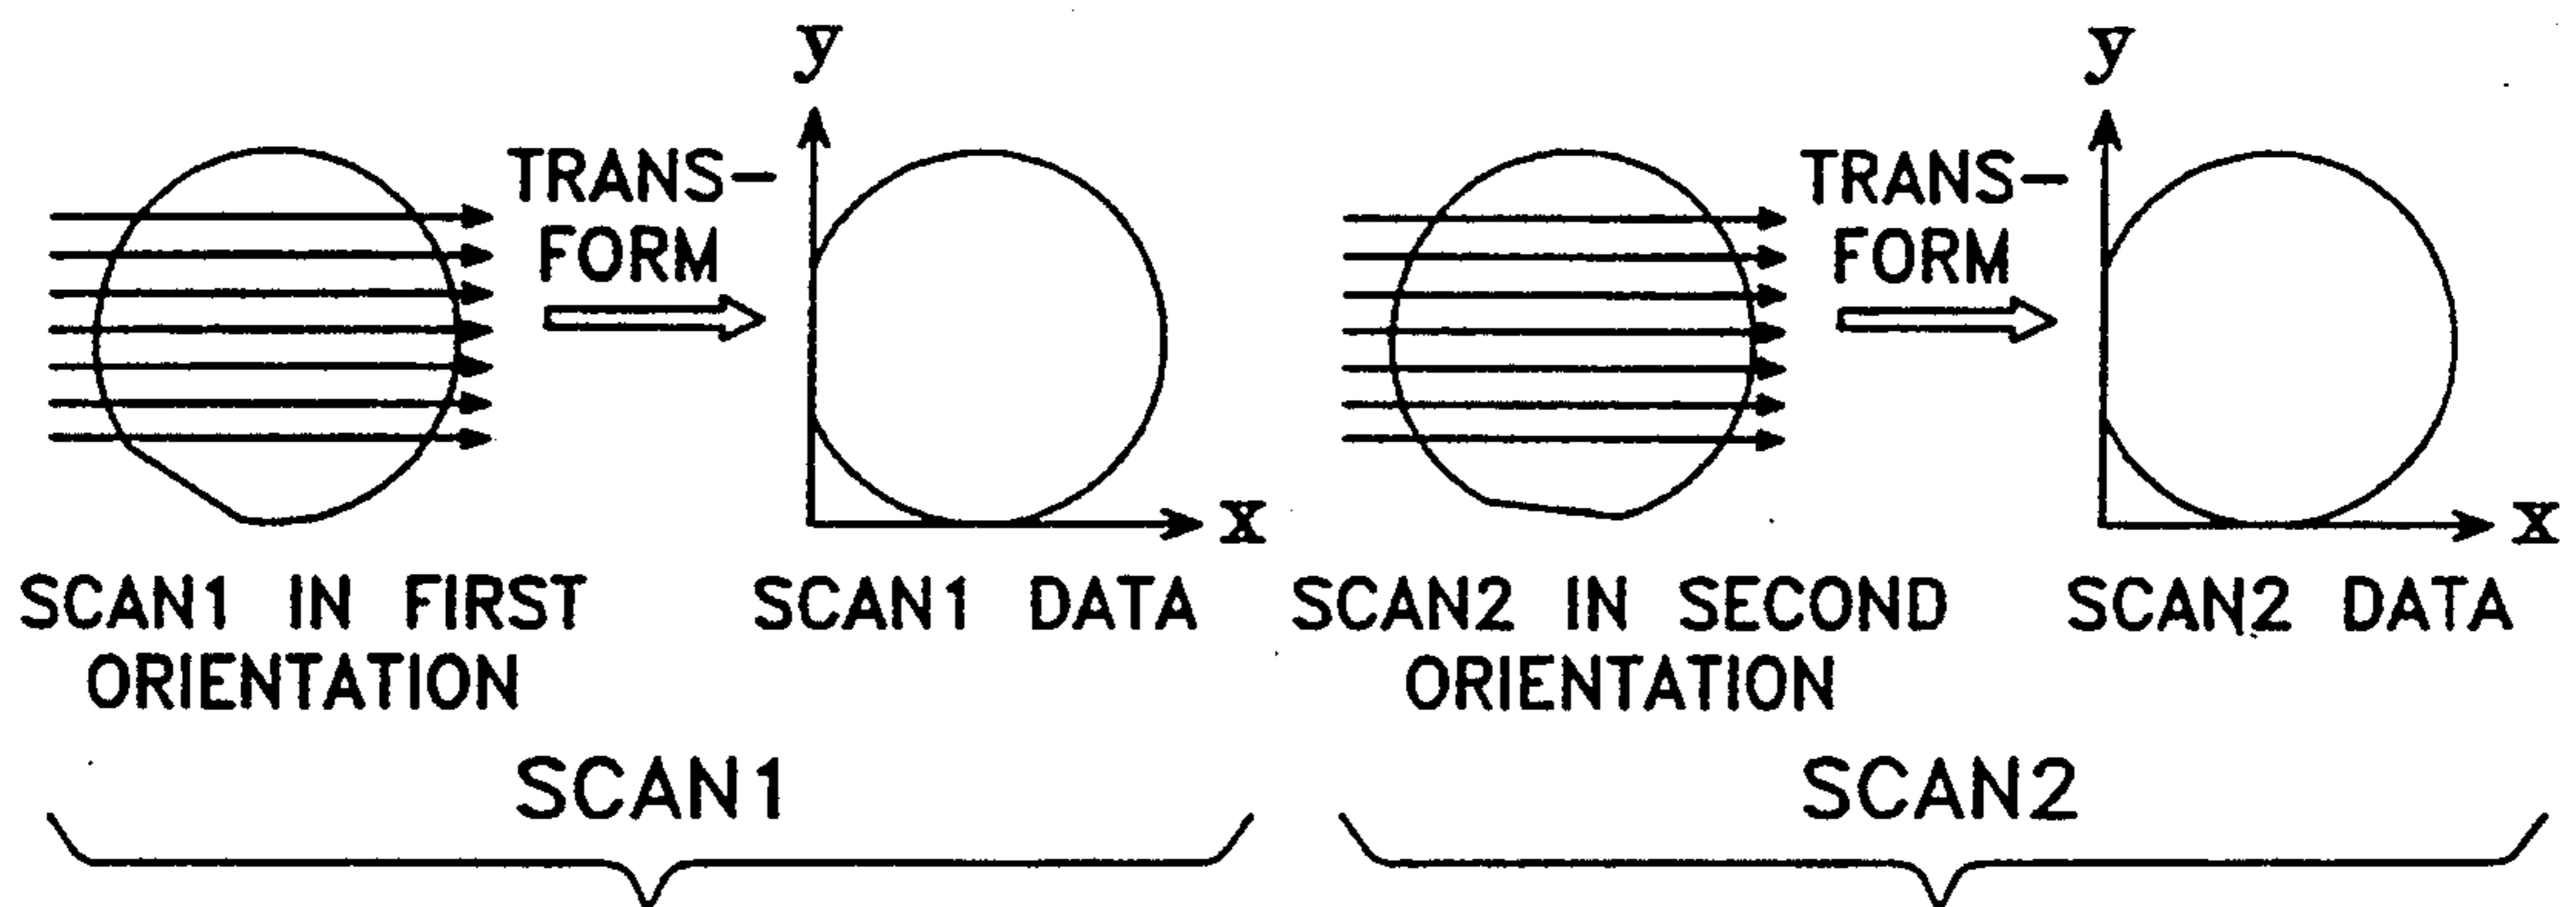 y
TRANS-
FORM
x
SCAN1 IN FIRST
ORIENTATION
SCAN1 DATA
y
TRANS-
FORM
x
SCAN2 IN SECOND
ORIENTATION
SCAN2 DATA
SCAN1
SCAN2